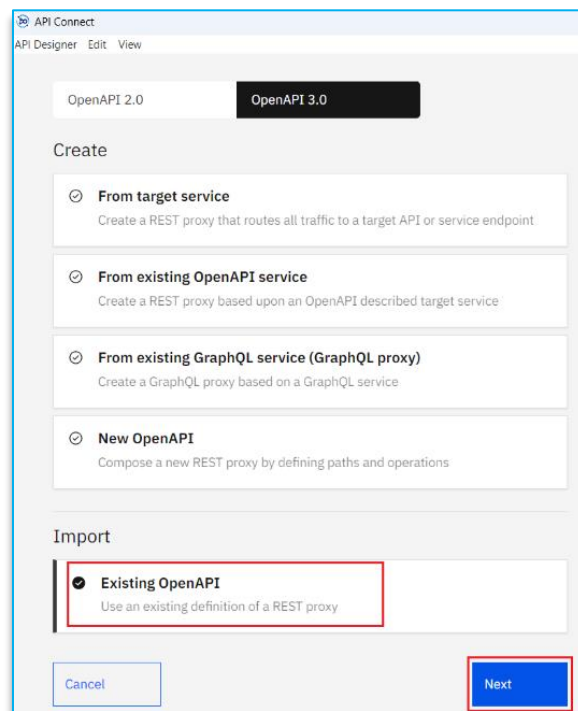 API Connect
API Designer Edit View
OpenAPI 2.0 OpenAPI 3.0
Create
From target service
Create a REST proxy that routes all traffic to a target API or service endpoint
From existing OpenAPI service
Create a REST proxy based upon an OpenAPI described target service
From existing GraphQL service (GraphQL proxy)
Create a GraphQL proxy based on a GraphQL service
New OpenAPI
Compose a new REST proxy by defining paths and operations
Import
Existing OpenAPI
Use an existing definition of a REST proxy
Cancel Next